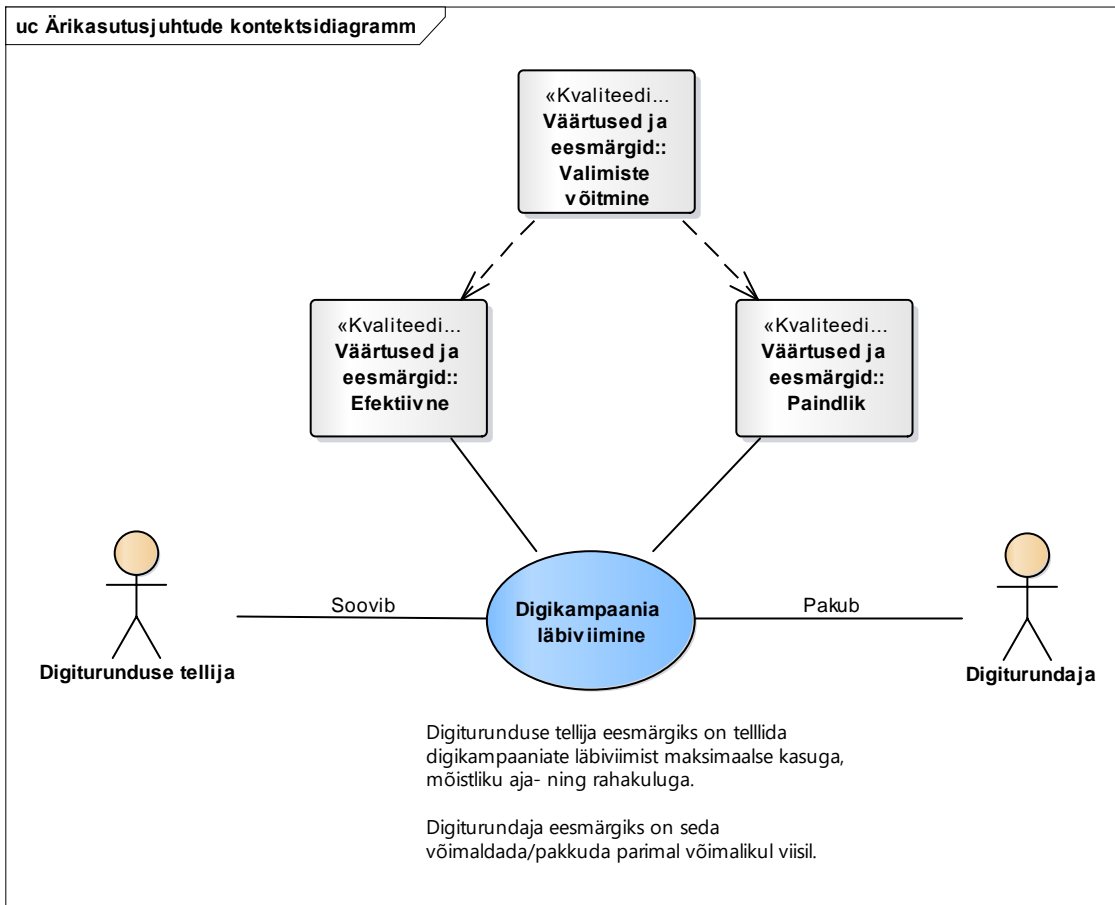 uc Ärikasutusjuhtude kontektsidiagramm
«Kvaliteedi...
Väärtused ja
eesmärgid::
Valimiste
võitmine
«Kvaliteedi...
Väärtused ja
eesmärgid::
Efektiivne
«Kvaliteedi...
Väärtused ja
eesmärgid::
Paindlik
Soovib
Digikampaania
läbiviimine
Pakub
Digiturunduse tellija
Digiturundaja
Digiturunduse tellija eesmärgiks on telllida
digikampaaniate läbiviimist maksimaalse kasuga,
mõistliku aja- ning rahakuluga.
Digiturundaja eesmärgiks on seda
võimaldada/pakkuda parimal võimalikul viisil.